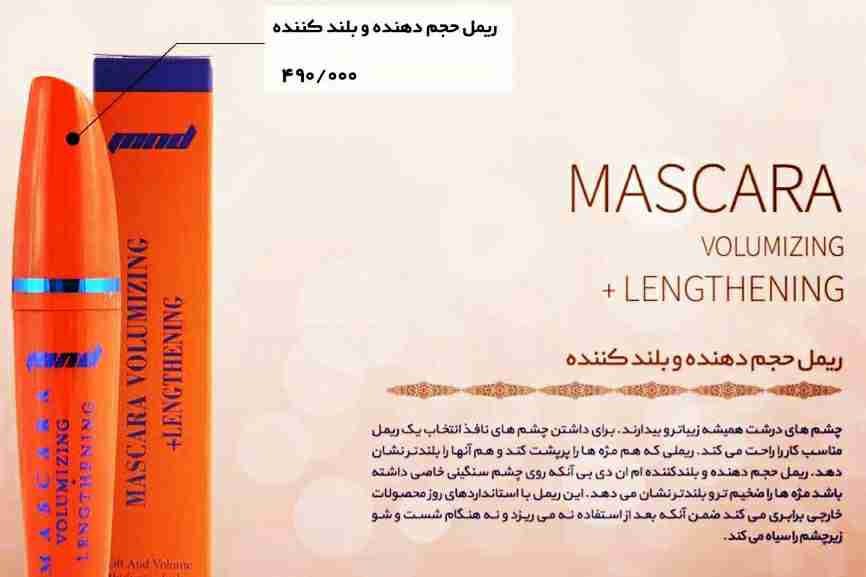 ریمل حجم دهنده و بلند کننده
۴۹۰/۰۰۰
mnd
MASCARA VOLUMIZING
+LENGTHENING
mnd
MASCARA
VOLUMIZING
LENGTHENING
And Volume
MASCARA
VOLUMIZING
+ LENGTHENING
ریمل حجم دهنده و بلند کننده
چشم های درشت همیشه زیباتر و بیدارند. برای داشتن چشم های نافذ انتخاب یک ریمل
مناسب کار را راحت می کند. ریملی که هم مژه ها را پرپشت کند و هم آنها را بلندتر نشان
دهد. ریمل حجم دهنده و بلندکننده ام ان دی بی آنکه روی چشم سنگینی خاصی داشته
باشد مژه ها را ضخیم تر و بلندتر نشان می دهد. این ریمل با استانداردهای روز محصولات
خارجی برابری می کند ضمن آنکه بعد از استفاده نه می ریزد و نه هنگام شست و شو
زیرچشم را سیاه می کند.